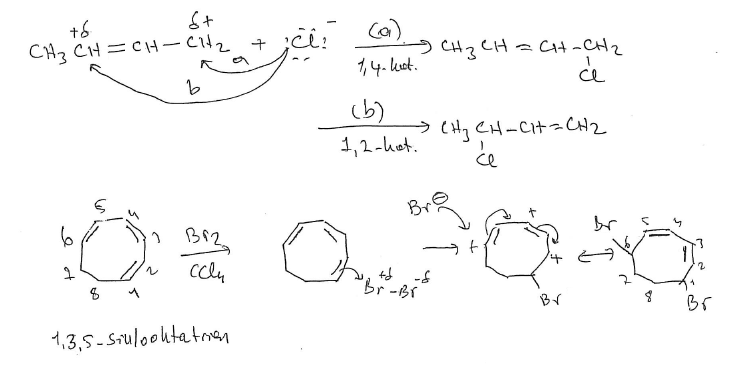 +δ δ+
CH3 CH = CH – CH2 + :Cl:⁻ (a) → CH3 CH = CH – CH2
a 1,4-kat. Cl
b
(b) → CH3 CH – CH = CH2
1,2-kat. Cl
5 4 Br⊖ + Br 5 4
6 3 Br2 → + + 6 3
7 2 CCl4 Br – Br +δ -δ 7 2
8 1 Br 8 1 Br
1,3,5-siklooktatrien